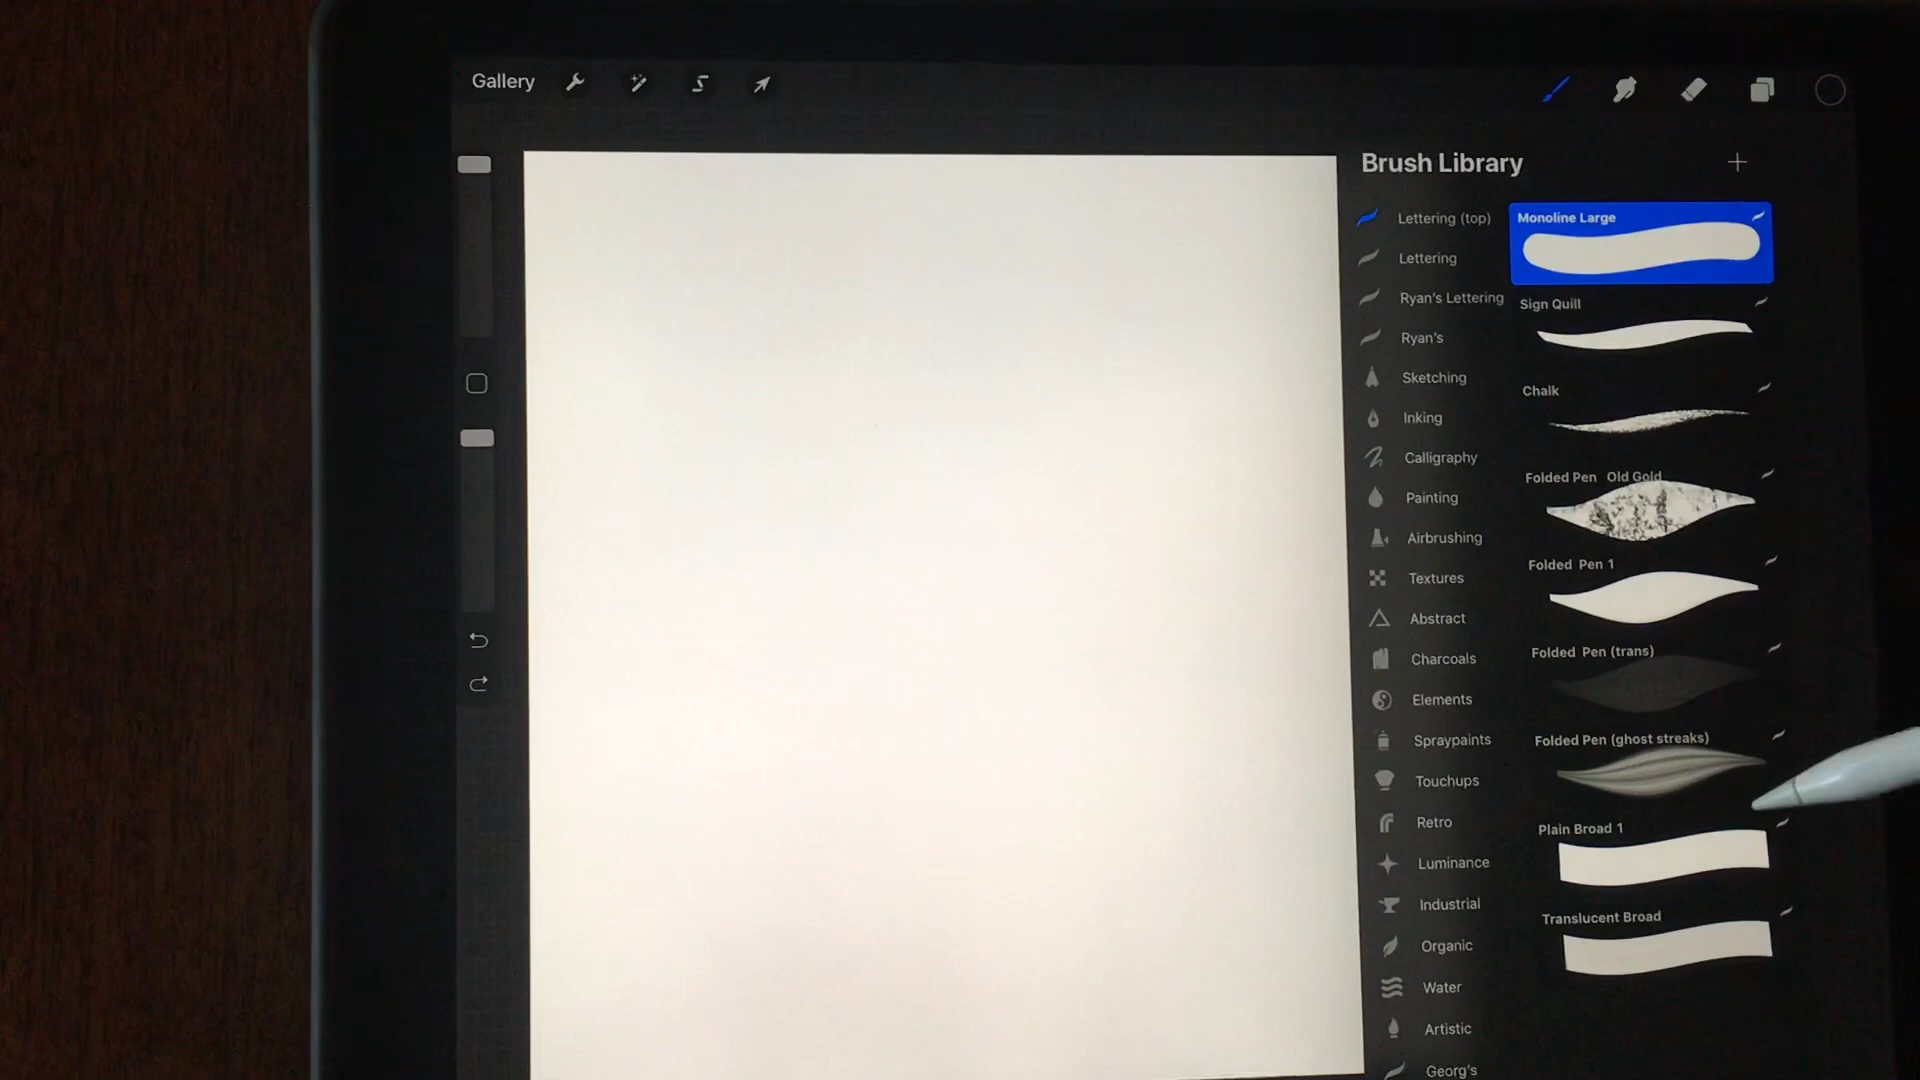 Gallery
Brush Library
Lettering (top)
Lettering
Ryan's Lettering
Ryan's
Sketching
Inking
Calligraphy
Painting
Airbrushing
Textures
Abstract
Charcoals
Elements
Spraypaints
Touchups
Retro
Luminance
Industrial
Organic
Water
Artistic
Georg's
Monoline Large
Sign Quill
Chalk
Folded Pen Old Gold
Folded Pen 1
Folded Pen (trans)
Folded Pen (ghost streaks)
Plain Broad 1
Translucent Broad